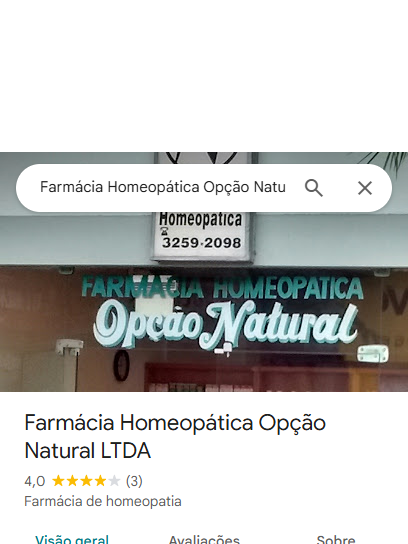 Farmácia Homeopática Opção Natu
Homeopatica
☎ 3259-2098
FARMACIA HOMEOPATICA
Opção Natural
Farmácia Homeopática Opção
Natural LTDA
4,0 ★★★★☆ (3)
Farmácia de homeopatia
Visão geral Avaliações Sobre